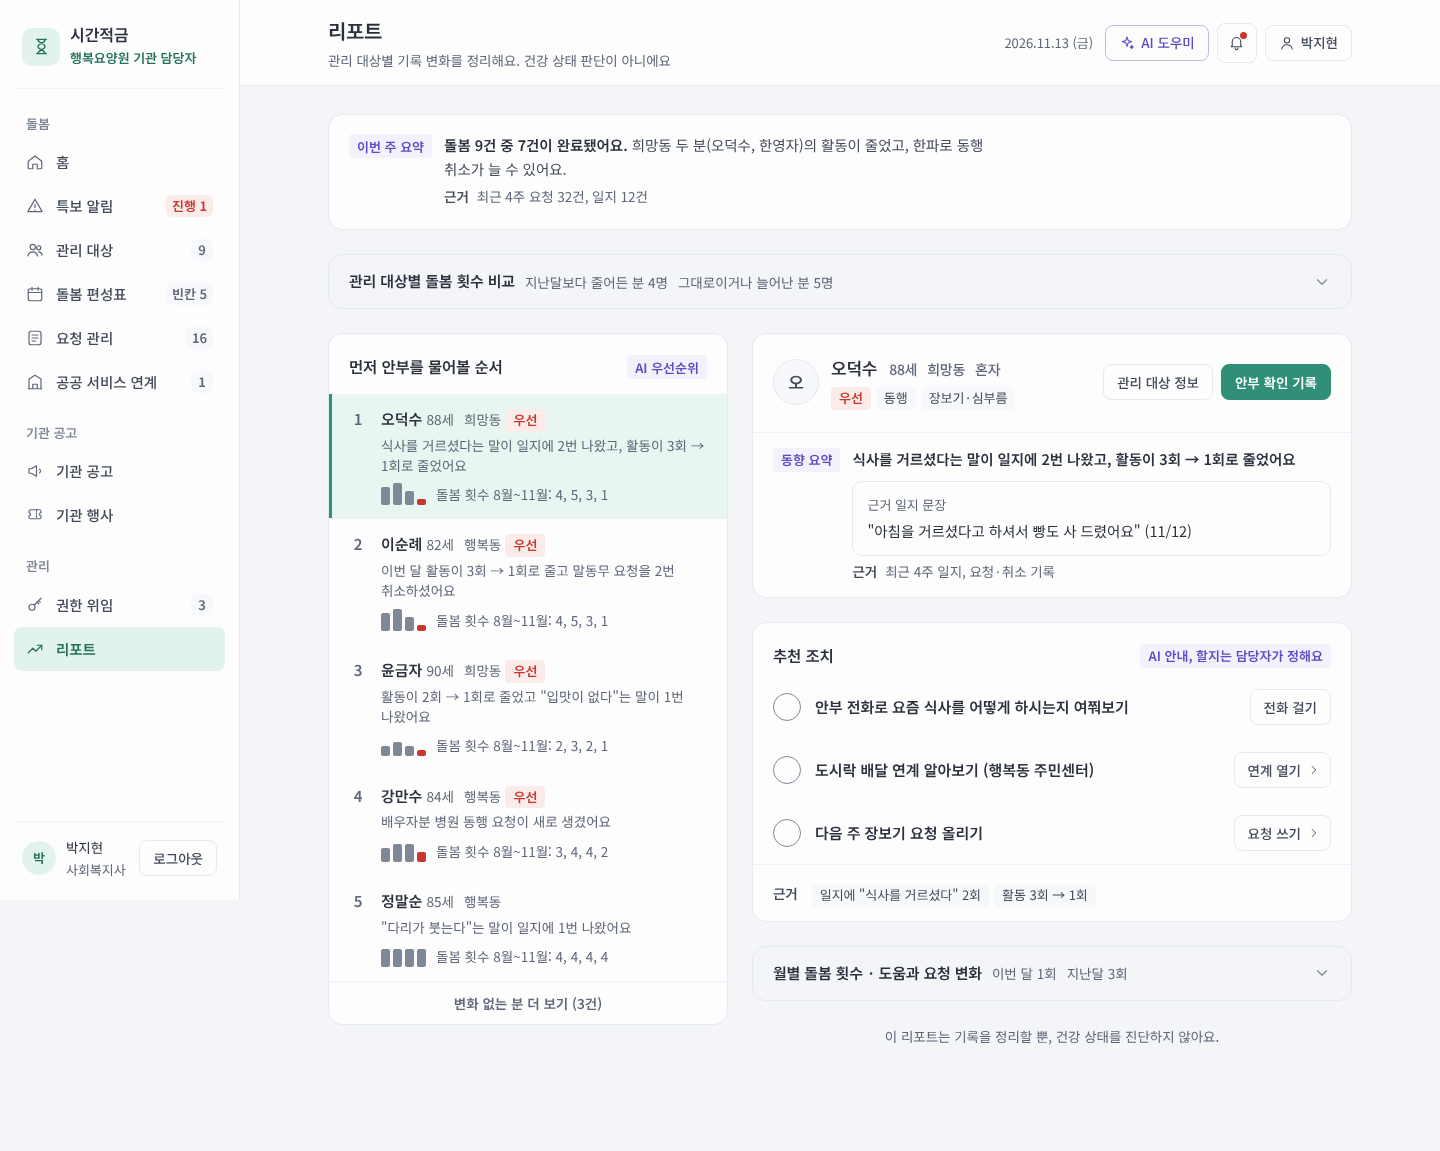 시간적금
행복요양원 기관 담당자
돌봄
홈
특보 알림 진행 1
관리 대상 9
돌봄 편성표 빈칸 5
요청 관리 16
공공 서비스 연계 1
기관 공고
기관 공고
기관 행사
관리
권한 위임 3
리포트
박
박지현
사회복지사
로그아웃
리포트
관리 대상별 기록 변화를 정리해요. 건강 상태 판단이 아니에요
2026.11.13 (금)
AI 도우미
박지현
이번 주 요약
돌봄 9건 중 7건이 완료됐어요. 희망동 두 분(오덕수, 한영자)의 활동이 줄었고, 한파로 동행
취소가 늘 수 있어요.
근거 최근 4주 요청 32건, 일지 12건
관리 대상별 돌봄 횟수 비교 지난달보다 줄어든 분 4명 그대로이거나 늘어난 분 5명
먼저 안부를 물어볼 순서 AI 우선순위
1 오덕수 88세 희망동 우선
식사를 거르셨다는 말이 일지에 2번 나왔고, 활동이 3회 →
1회로 줄었어요
돌봄 횟수 8월~11월: 4, 5, 3, 1
2 이순례 82세 행복동 우선
이번 달 활동이 3회 → 1회로 줄고 말동무 요청을 2번
취소하셨어요
돌봄 횟수 8월~11월: 4, 5, 3, 1
3 윤금자 90세 희망동 우선
활동이 2회 → 1회로 줄었고 "입맛이 없다"는 말이 1번
나왔어요
돌봄 횟수 8월~11월: 2, 3, 2, 1
4 강만수 84세 행복동 우선
배우자분 병원 동행 요청이 새로 생겼어요
돌봄 횟수 8월~11월: 3, 4, 4, 2
5 정말순 85세 행복동
"다리가 붓는다"는 말이 일지에 1번 나왔어요
돌봄 횟수 8월~11월: 4, 4, 4, 4
변화 없는 분 더 보기 (3건)
오
오덕수 88세 희망동 혼자
우선 동행 장보기·심부름
관리 대상 정보
안부 확인 기록
동향 요약
식사를 거르셨다는 말이 일지에 2번 나왔고, 활동이 3회 → 1회로 줄었어요
근거 일지 문장
"아침을 거르셨다고 하셔서 빵도 사 드렸어요" (11/12)
근거 최근 4주 일지, 요청·취소 기록
추천 조치 AI 안내, 할지는 담당자가 정해요
안부 전화로 요즘 식사를 어떻게 하시는지 여쭤보기 전화 걸기
도시락 배달 연계 알아보기 (행복동 주민센터) 연계 열기
다음 주 장보기 요청 올리기 요청 쓰기
근거 일지에 "식사를 거르셨다" 2회 활동 3회 → 1회
월별 돌봄 횟수 · 도움과 요청 변화 이번 달 1회 지난달 3회
이 리포트는 기록을 정리할 뿐, 건강 상태를 진단하지 않아요.